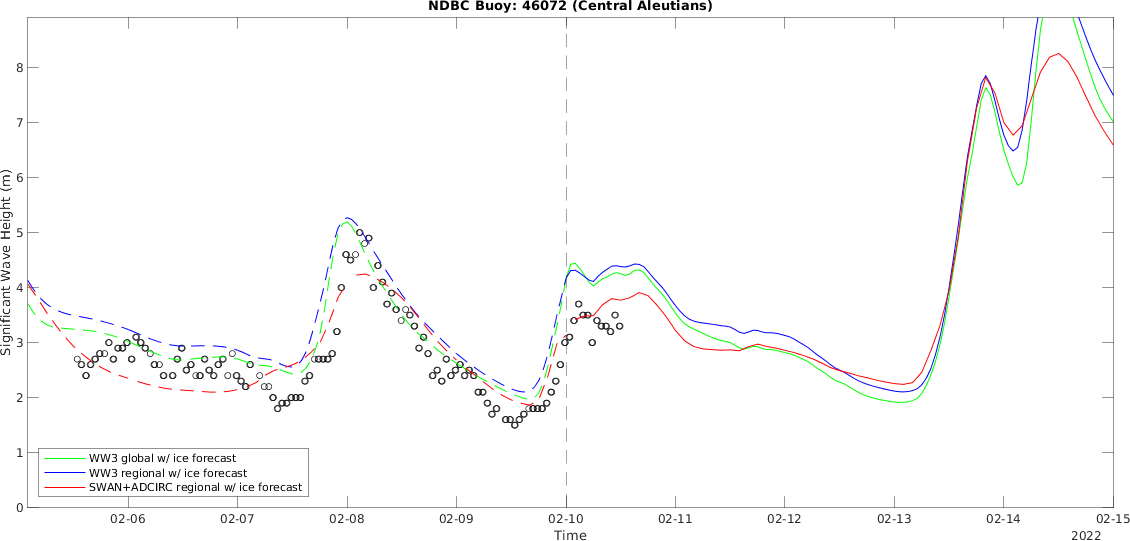 NDBC Buoy: 46072 (Central Aleutians)
Significant Wave Height (m)
8
7
6
5
4
3
2
1
0
WW3 global w/ ice forecast
WW3 regional w/ ice forecast
SWAN+ADCIRC regional w/ ice forecast
02-06 02-07 02-08 02-09 02-10 02-11 02-12 02-13 02-14 02-15
Time
2022